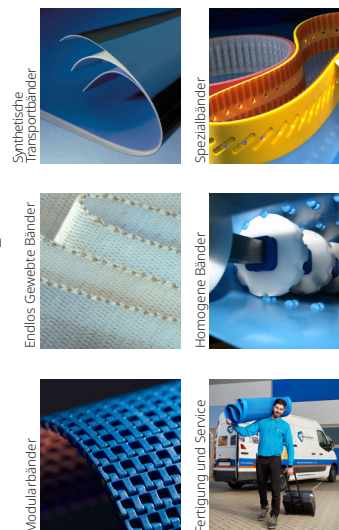 Synthetische
Transportbänder
Spezialbänder
Endlos Gewebte Bänder
Homogene Bänder
Modularbänder
Fertigung und Service